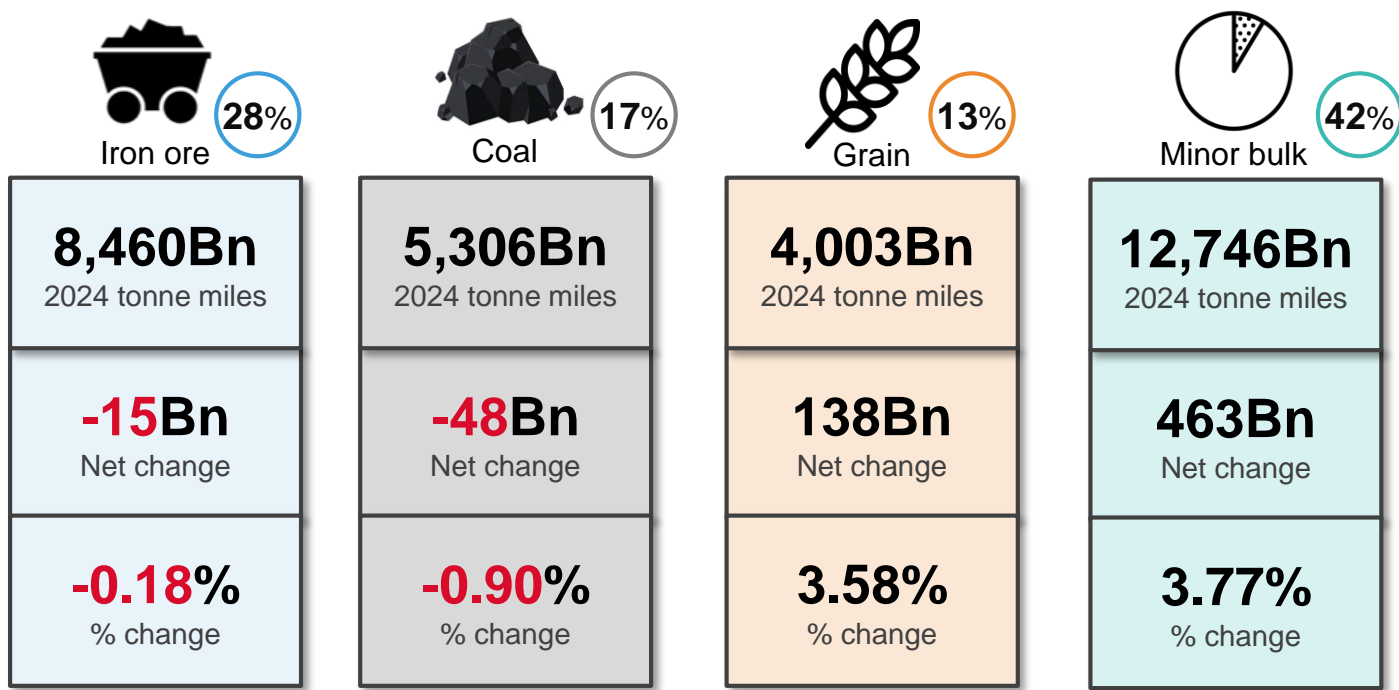 28%
Iron ore
17%
Coal
13%
Grain
42%
Minor bulk
8,460Bn
2024 tonne miles
-15Bn
Net change
-0.18%
% change
5,306Bn
2024 tonne miles
-48Bn
Net change
-0.90%
% change
4,003Bn
2024 tonne miles
138Bn
Net change
3.58%
% change
12,746Bn
2024 tonne miles
463Bn
Net change
3.77%
% change